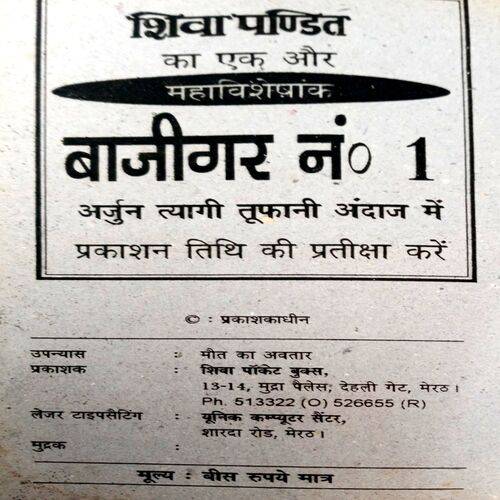 शिवा पण्डित
का एक और
महाविशेषांक
बाजीगर नं० 1
अर्जुन त्यागी तूफानी अंदाज में
प्रकाशन तिथि की प्रतीक्षा करें
© : प्रकाशकाधीन
उपन्यास : मौत का अवतार
प्रकाशक : शिवा पॉकेट बुक्स,
13-14, मुद्रा पैलेस, देहली गेट, मेरठ ।
Ph. 513322 (O) 526655 (R)
लेजर टाइपसैटिंग : यूनिक कम्प्यूटर सैंटर,
शारदा रोड, मेरठ ।
मुद्रक :
मूल्य : बीस रुपये मात्र